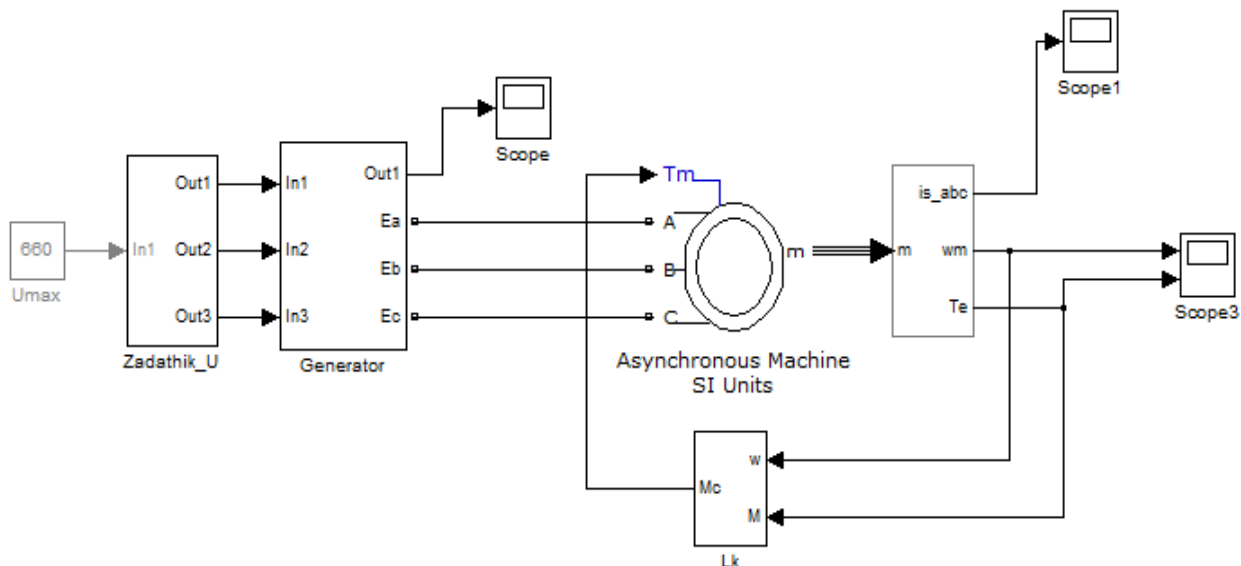 Scope1
Scope
660
Umax
In1
Out1
Out2
Out3
Zadathik_U
In1
In2
In3
Out1
Ea
Eb
Ec
Generator
Tm
A
B
C
m
Asynchronous Machine
SI Units
m
is_abc
wm
Te
Scope3
Mc
w
M
Lk